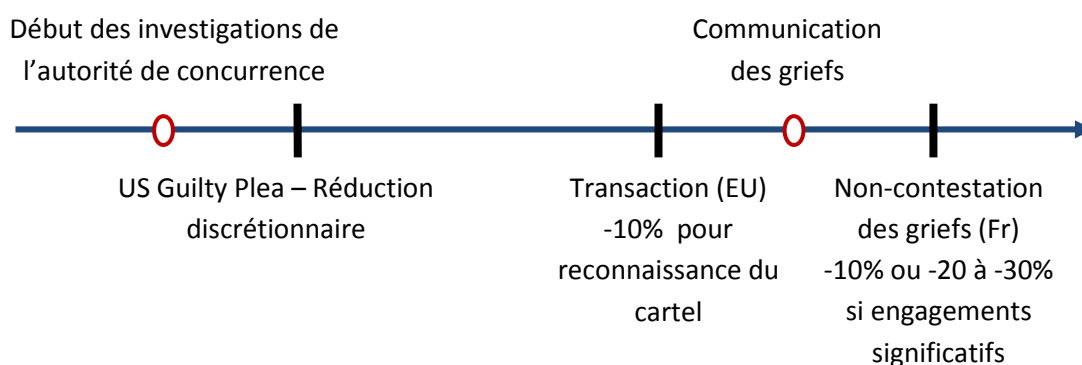 Début des investigations de
l’autorité de concurrence
Communication
des griefs
US Guilty Plea – Réduction
discrétionnaire
Transaction (EU)
-10% pour
reconnaissance du
cartel
Non-contestation
des griefs (Fr)
-10% ou -20 à -30%
si engagements
significatifs